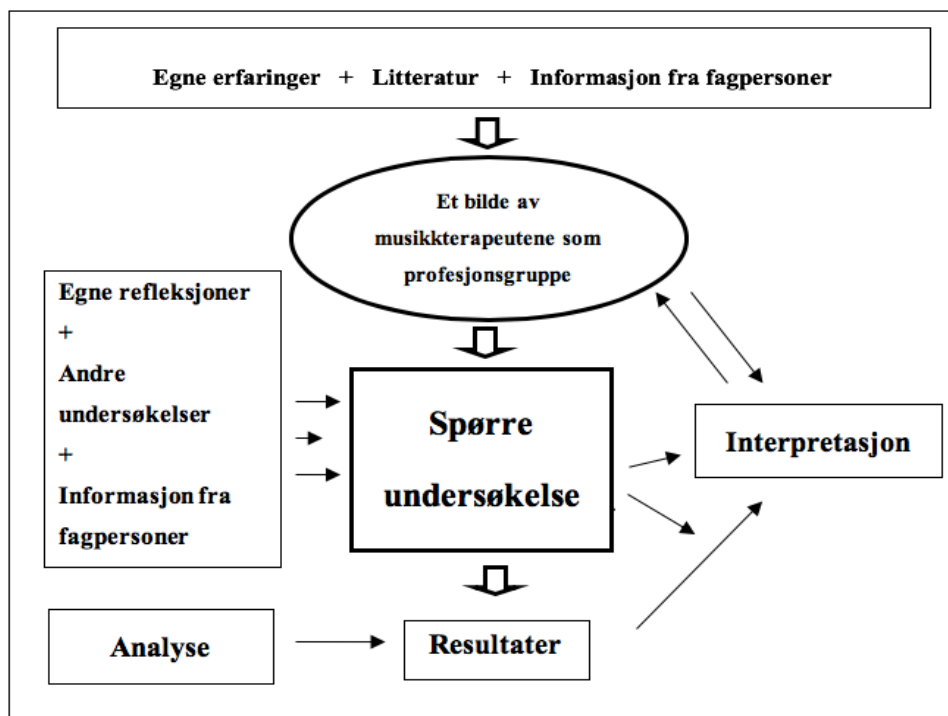 Egne erfaringer + Litteratur + Informasjon fra fagpersoner
Et bilde av
musikkterapeutene som
profesjonsgruppe
Egne refleksjoner
+
Andre
undersøkelser
+
Informasjon fra
fagpersoner
Spørre
undersøkelse
Interpretasjon
Analyse
Resultater